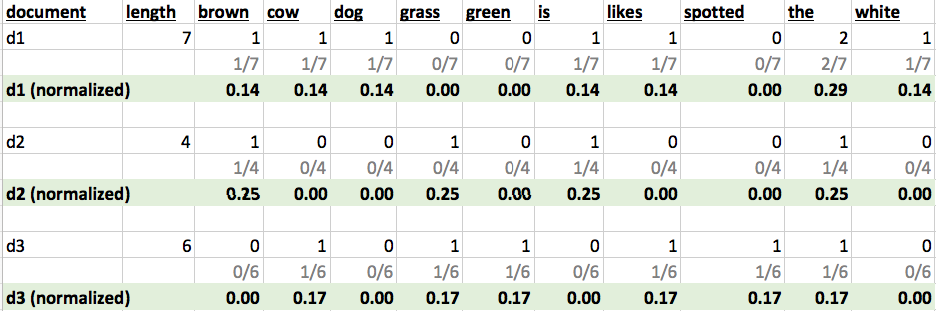 document length brown cow dog grass green is likes spotted the white
d1 7 1 1 1 0 0 1 1 0 2 1
1/7 1/7 1/7 0/7 0/7 1/7 1/7 0/7 2/7 1/7
d1 (normalized) 0.14 0.14 0.14 0.00 0.00 0.14 0.14 0.00 0.29 0.14
d2 4 1 0 0 1 0 1 0 0 1 0
1/4 0/4 0/4 0/4 0/4 1/4 0/4 0/4 1/4 0/4
d2 (normalized) 0.25 0.00 0.00 0.25 0.00 0.25 0.00 0.00 0.25 0.00
d3 6 0 1 0 1 1 0 1 1 1 0
0/6 1/6 0/6 1/6 1/6 0/6 1/6 1/6 1/6 0/6
d3 (normalized) 0.00 0.17 0.00 0.17 0.17 0.00 0.17 0.17 0.17 0.00